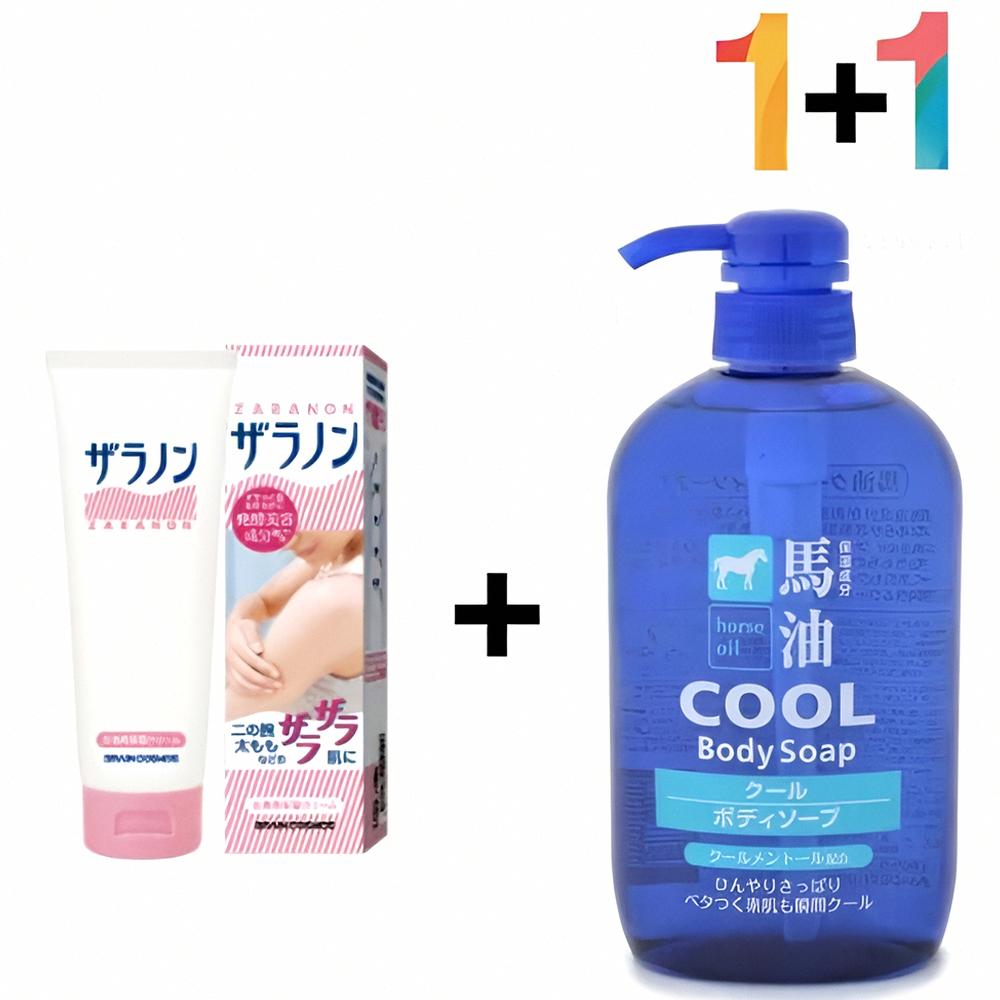 1+1
+
ザラノン
ZARANON
ZARANON
ザラノン
二の腕
太もも
ザラ
ザラ
肌に
馬油
horse
oil
COOL
Body Soap
クール
ボディソープ
クールメントール配合
ひんやりさっぱり
ベタつく素肌も瞬間クール